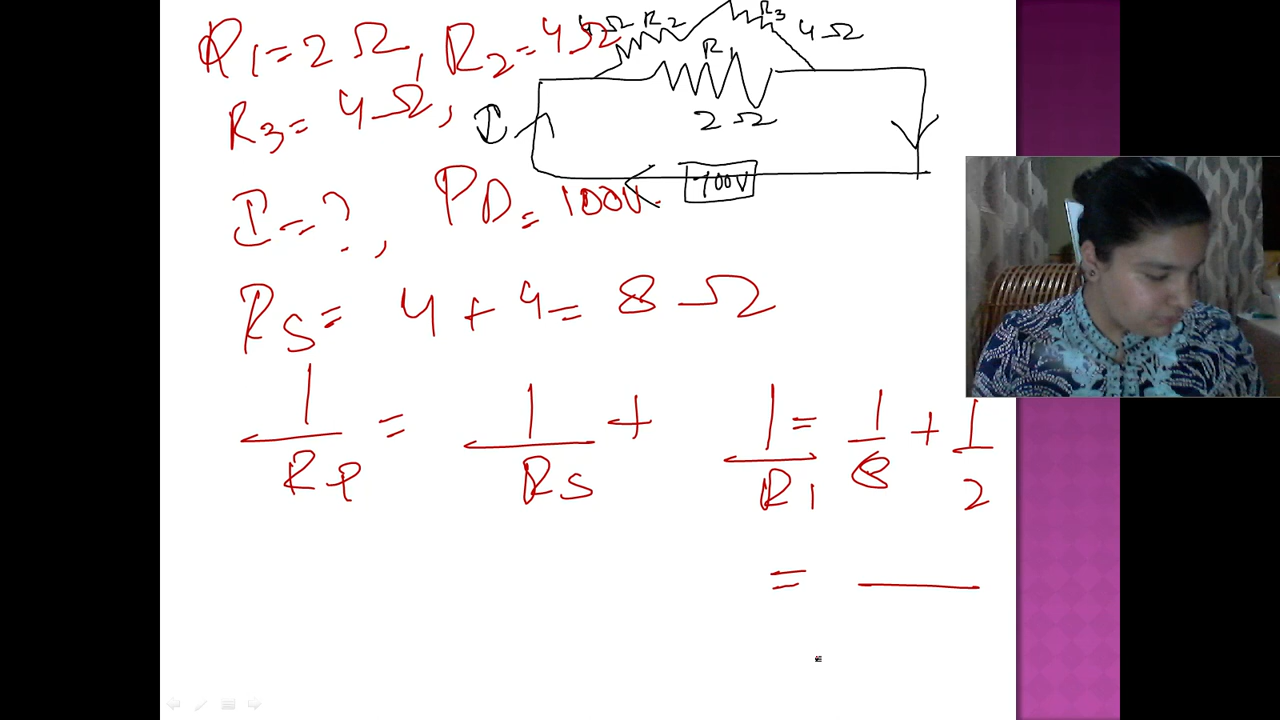 R1 = 2 Ω, R2 = 4 Ω
R3 = 4 Ω,
I = ?, PD = 100V
RS = 4 + 4 = 8 Ω
1/RP = 1/RS + 1/R1 = 1/8 + 1/2
=
4 Ω R2
R3 4 Ω
R
2 Ω
I
100V